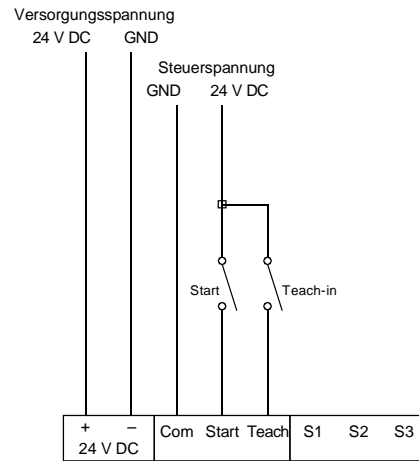 Versorgungsspannung
24 V DC GND
Steuerspannung
GND 24 V DC
Start Teach-in
+ – Com Start Teach S1 S2 S3
24 V DC